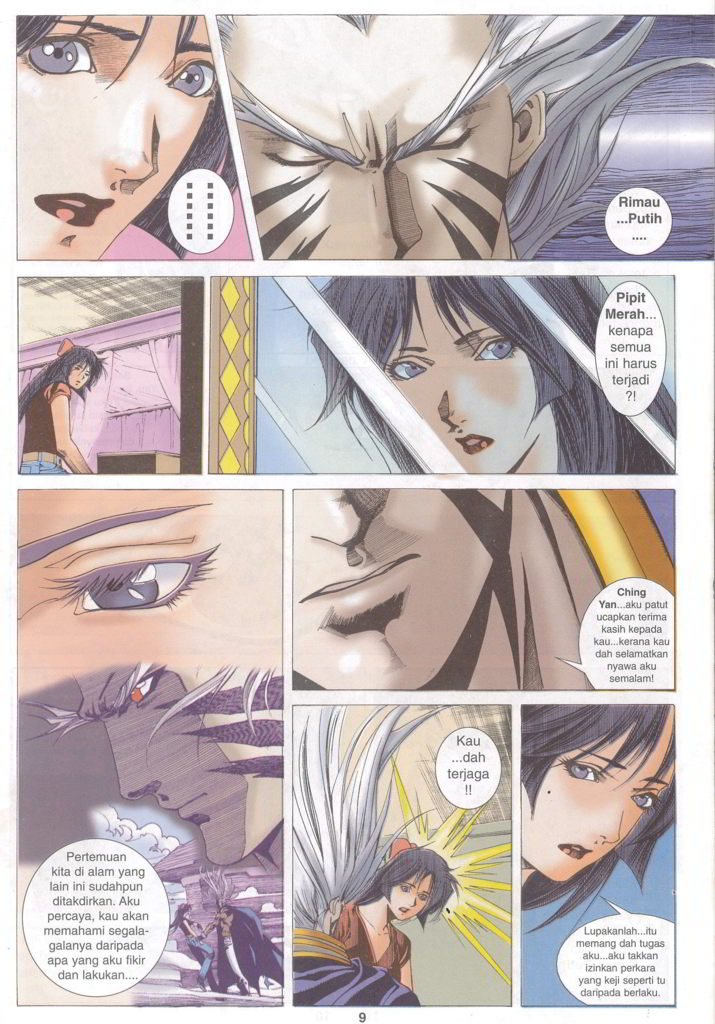 Rimau
...Putih
....
Pipit
Merah...
kenapa
semua
ini harus
terjadi
?!
Ching
Yan...aku patut
ucapkan terima
kasih kepada
kau...kerana kau
dah selamatkan
nyawa aku
semalam!
Pertemuan
kita di alam yang
lain ini sudahpun
ditakdirkan. Aku
percaya, kau akan
memahami segala-
galanya daripada
apa yang aku fikir
dan lakukan....
Kau
...dah
terjaga
!!
Lupakanlah...itu
memang dah tugas
aku...aku takkan
izinkan perkara
yang keji seperti tu
daripada berlaku.
9